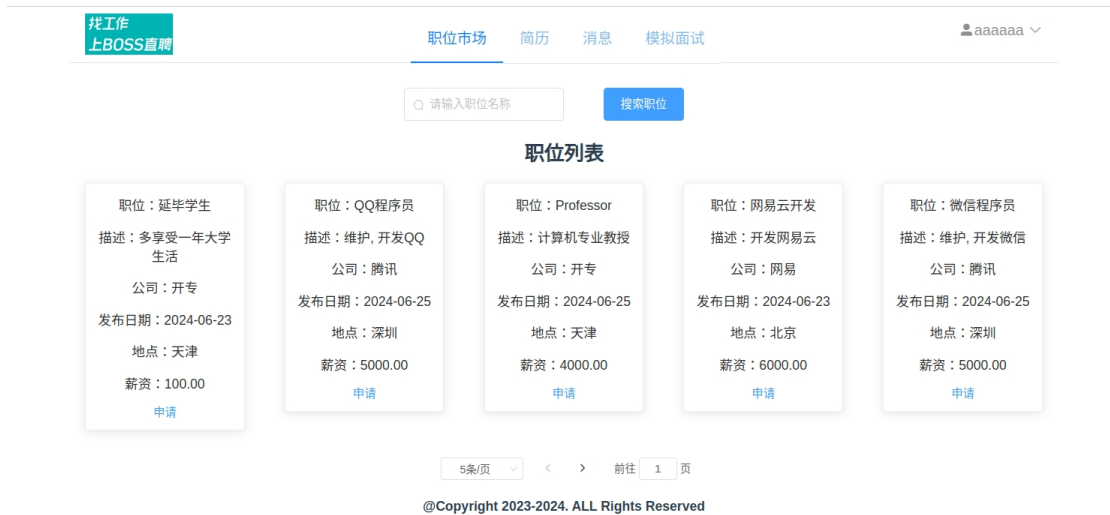 找工作
上BOSS直聘
职位市场 简历 消息 模拟面试
aaaaaa
请输入职位名称
搜索职位
职位列表
职位：延毕学生
描述：多享受一年大学
生活
公司：开专
发布日期：2024-06-23
地点：天津
薪资：100.00
申请
职位：QQ程序员
描述：维护, 开发QQ
公司：腾讯
发布日期：2024-06-25
地点：深圳
薪资：5000.00
申请
职位：Professor
描述：计算机专业教授
公司：开专
发布日期：2024-06-25
地点：天津
薪资：4000.00
申请
职位：网易云开发
描述：开发网易云
公司：网易
发布日期：2024-06-23
地点：北京
薪资：6000.00
申请
职位：微信程序员
描述：维护, 开发微信
公司：腾讯
发布日期：2024-06-25
地点：深圳
薪资：5000.00
申请
5条/页 前往 1 页
@Copyright 2023-2024. ALL Rights Reserved